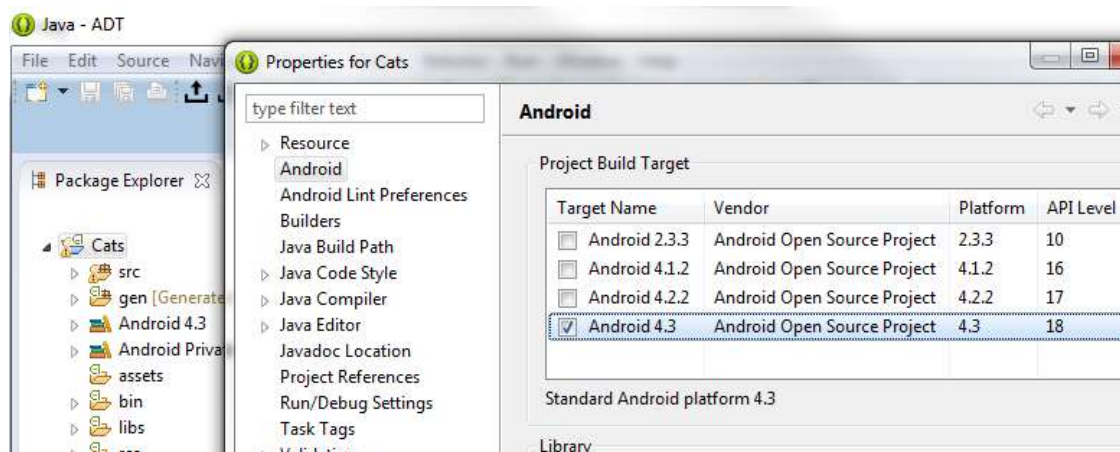 Java - ADT
File Edit Source Navi
Properties for Cats
type filter text
Resource
Android
Android Lint Preferences
Builders
Java Build Path
Java Code Style
Java Compiler
Java Editor
Javadoc Location
Project References
Run/Debug Settings
Task Tags
Package Explorer
Cats
src
gen [Generate
Android 4.3
Android Priva
assets
bin
libs
Android
Project Build Target
Target Name Vendor Platform API Level
Android 2.3.3 Android Open Source Project 2.3.3 10
Android 4.1.2 Android Open Source Project 4.1.2 16
Android 4.2.2 Android Open Source Project 4.2.2 17
Android 4.3 Android Open Source Project 4.3 18
Standard Android platform 4.3
Library